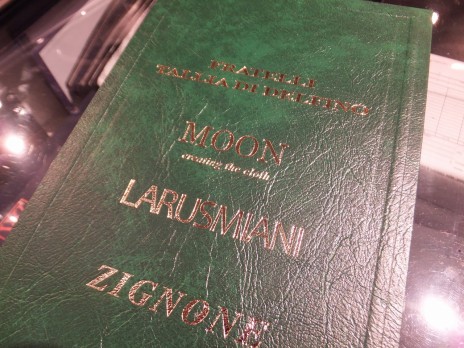 FRATELLI
TALLIA DI DELFINO
MOON
creating the cloth
LARUSMIANI
ZIGNONE